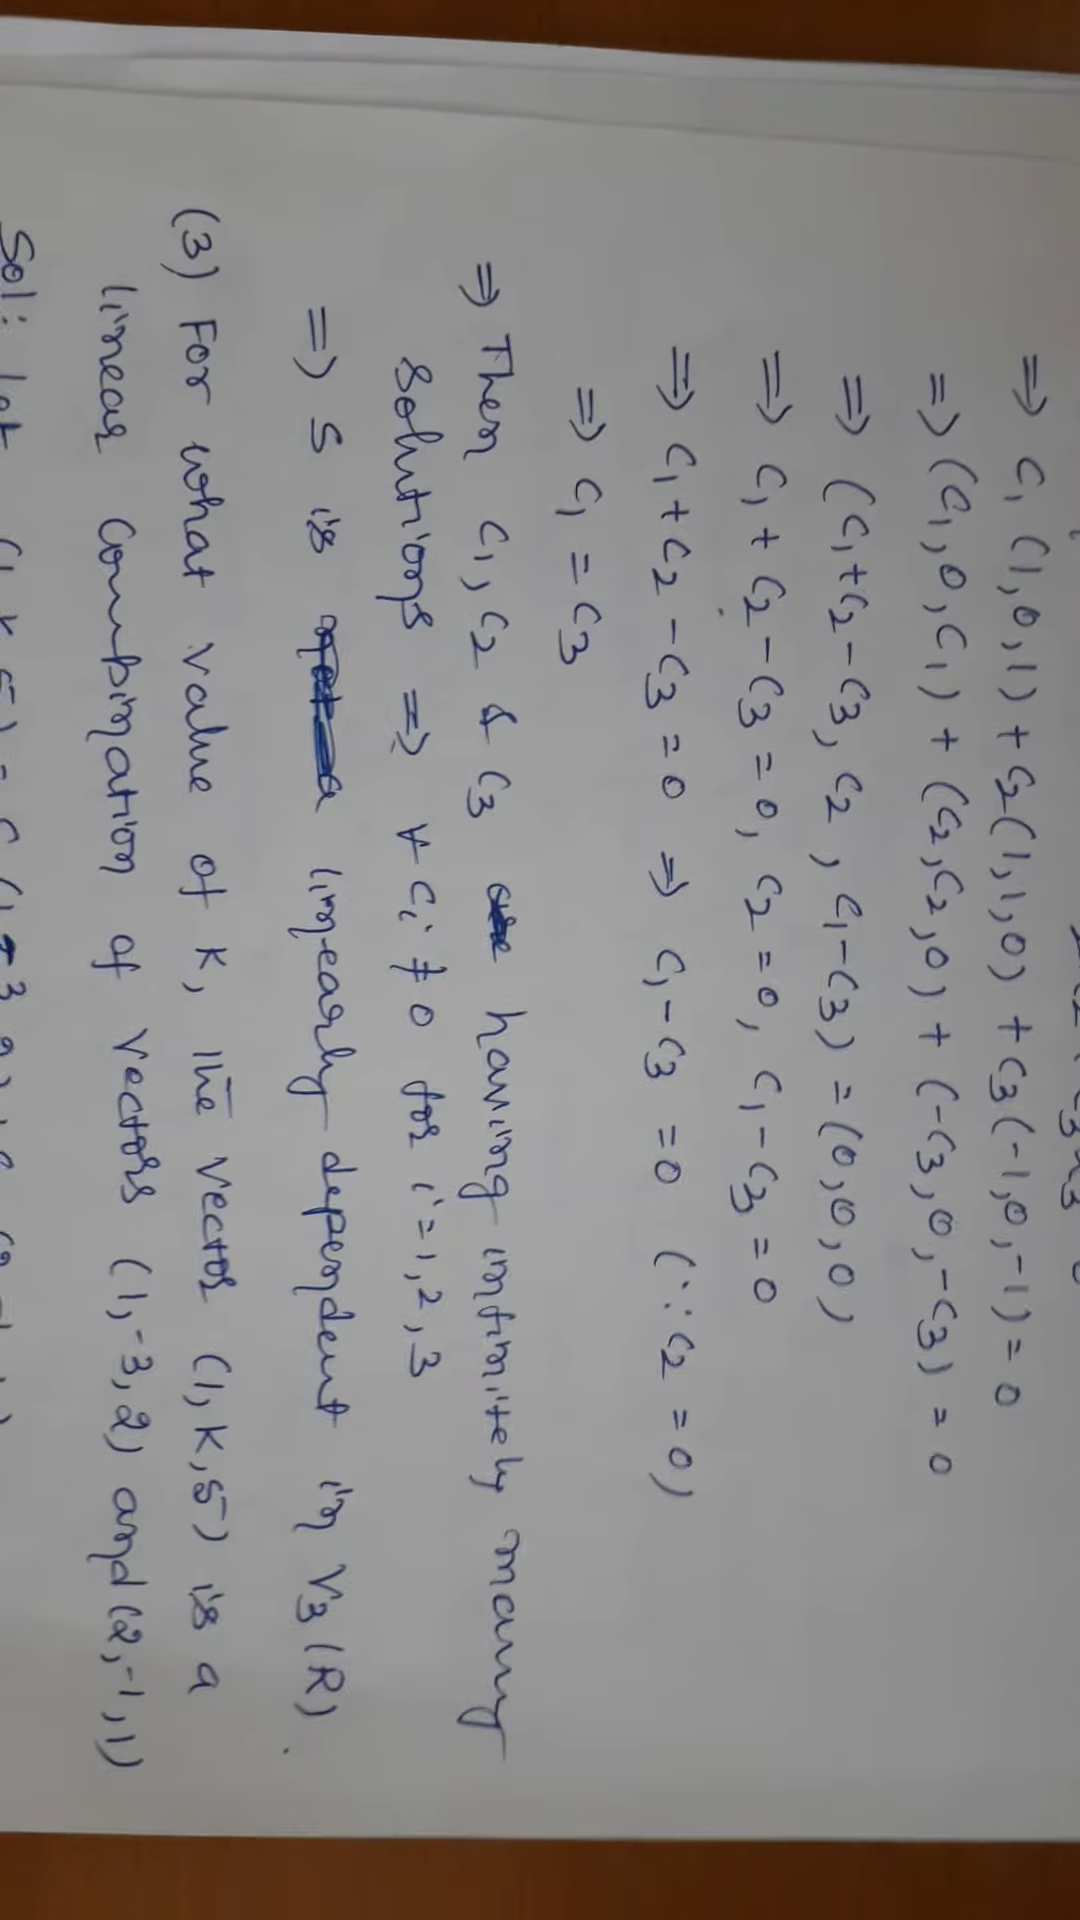 ⇒ C₁(1,0,1) + C₂(1,1,0) + C₃(-1,0,-1) = 0
⇒ (C₁,0,C₁) + (C₂,C₂,0) + (-C₃,0,-C₃) = 0
⇒ (C₁+C₂-C₃, C₂, C₁-C₃) = (0,0,0)
⇒ C₁+C₂-C₃=0, C₂=0, C₁-C₃=0
⇒ C₁+C₂-C₃=0 ⇒ C₁-C₃=0 (∵ C₂=0)
⇒ C₁ = C₃
⇒ Then C₁, C₂ & C₃ having infinitely many
Solutions ⇒ ∀ Ci ≠ 0 for i=1,2,3
⇒ S is linearly dependent in V₃(R).
(3) For what value of K, the vector (1,K,5) is a
linear Combination of vectors (1,-3,2) and (2,-1,1)
Sol: let